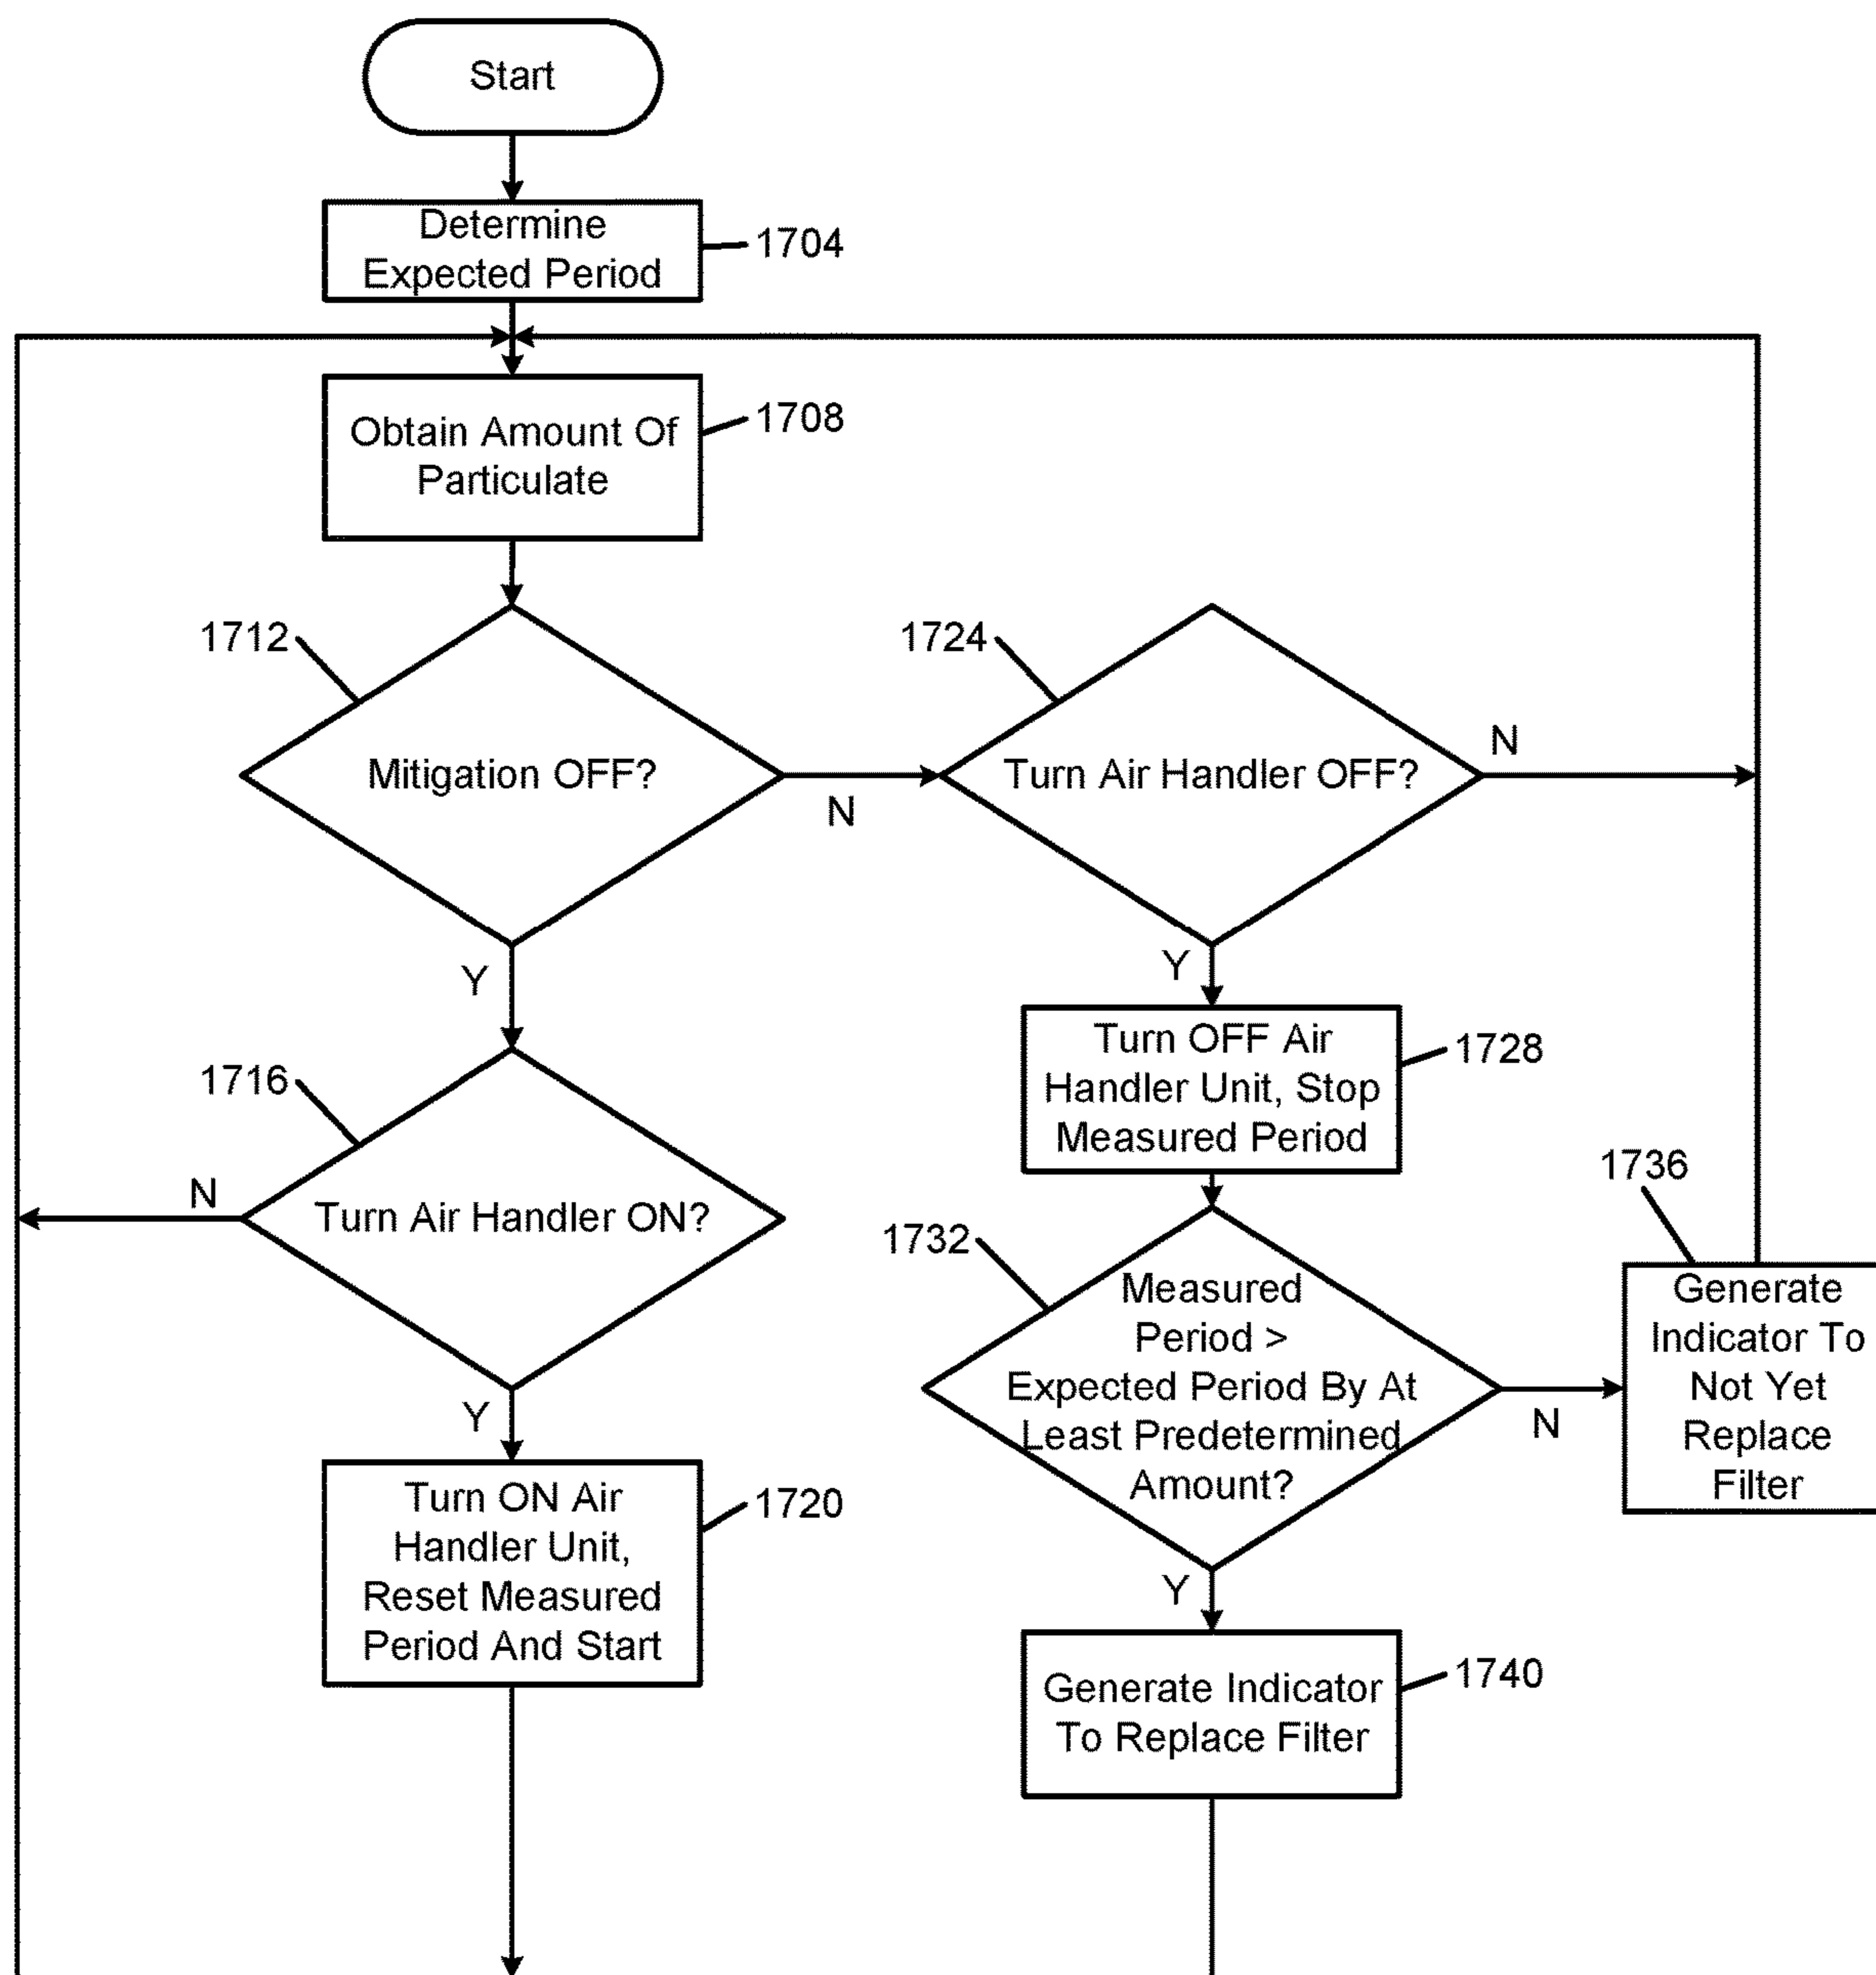 Start
Determine
Expected Period
1704
Obtain Amount Of
Particulate
1708
1712
Mitigation OFF?
N
Y
1724
Turn Air Handler OFF?
N
Y
1716
Turn Air Handler ON?
N
Y
Turn OFF Air
Handler Unit, Stop
Measured Period
1728
1732
Measured
Period >
Expected Period By At
Least Predetermined
Amount?
N
Y
1736
Generate
Indicator To
Not Yet
Replace
Filter
Turn ON Air
Handler Unit,
Reset Measured
Period And Start
1720
Generate Indicator
To Replace Filter
1740